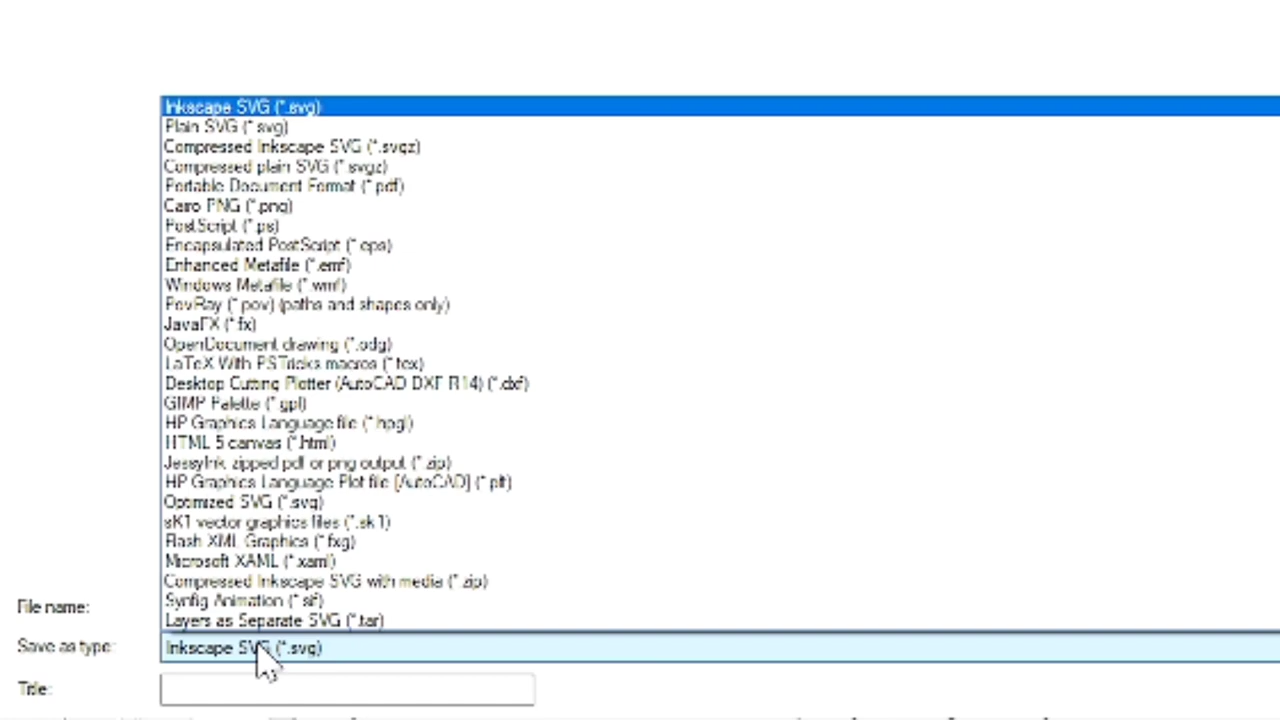 Inkscape SVG (*.svg)
Plain SVG (*.svg)
Compressed Inkscape SVG (*.svgz)
Compressed plain SVG (*.svgz)
Portable Document Format (*.pdf)
Cairo PNG (*.png)
PostScript (*.ps)
Encapsulated PostScript (*.eps)
Enhanced Metafile (*.emf)
Windows Metafile (*.wmf)
PovRay (*.pov) (paths and shapes only)
JavaFX (*.fx)
OpenDocument drawing (*.odg)
LaTeX With PSTricks macros (*.tex)
Desktop Cutting Plotter (AutoCAD DXF R14) (*.dxf)
GIMP Palette (*.gpl)
HP Graphics Language file (*.hpgl)
HTML 5 canvas (*.html)
JessyInk zipped pdf or png output (*.zip)
HP Graphics Language Plot file [AutoCAD] (*.plt)
Optimized SVG (*.svg)
sK1 vector graphics files (*.sk1)
Flash XML Graphics (*.fxg)
Microsoft XAML (*.xaml)
Compressed Inkscape SVG with media (*.zip)
Synfig Animation (*.sif)
File name:
Layers as Separate SVG (*.tar)
Save as type: Inkscape SVG (*.svg)
Title: